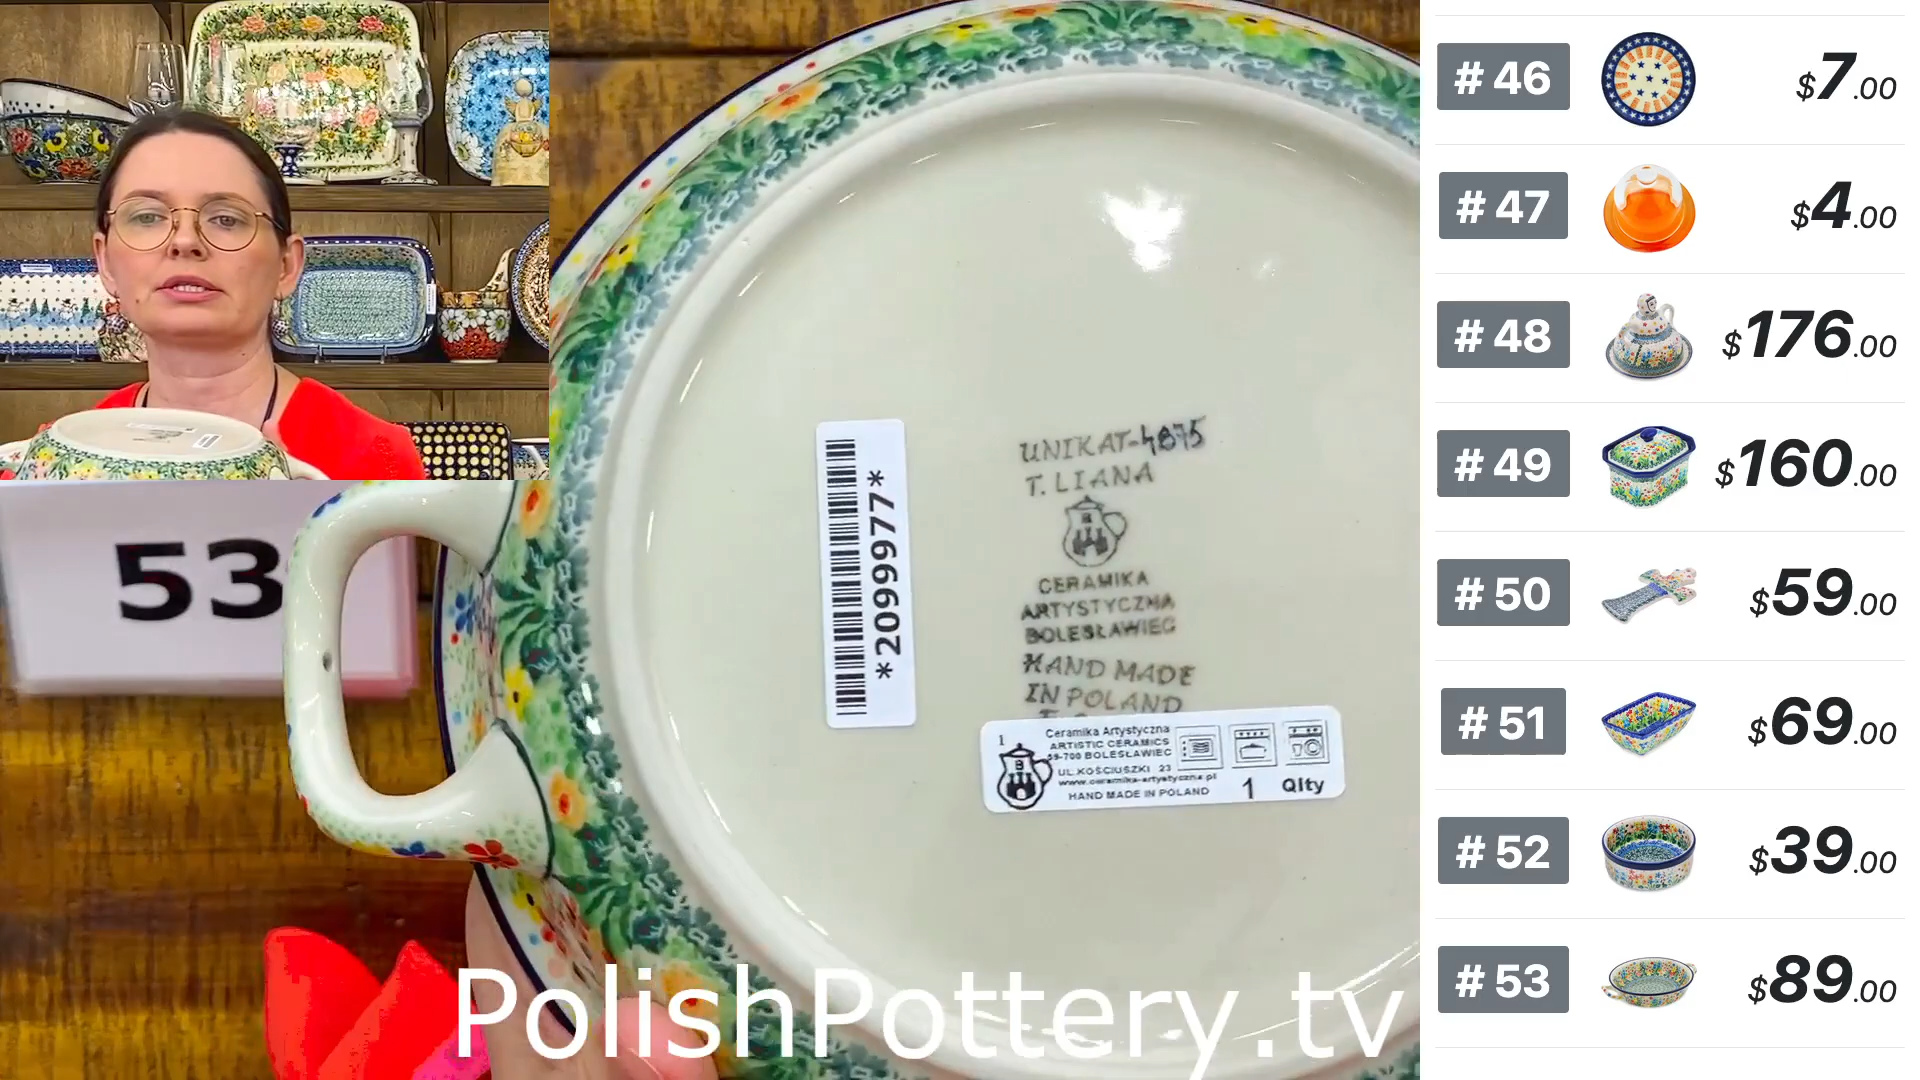 53
*2099977*
UNIKAT-4875
T. LIANA
CERAMIKA
ARTYSTYCZNA
BOLESŁAWIEC
HAND MADE
IN POLAND
1
Ceramika Artystyczna
ARTISTIC CERAMICS
59-700 BOLESŁAWIEC
UL.KOŚCIUSZKI 23
www.ceramika-artystyczna.pl
HAND MADE IN POLAND
1 Qlty
PolishPottery.tv
# 46 $7.00
# 47 $4.00
# 48 $176.00
# 49 $160.00
# 50 $59.00
# 51 $69.00
# 52 $39.00
# 53 $89.00